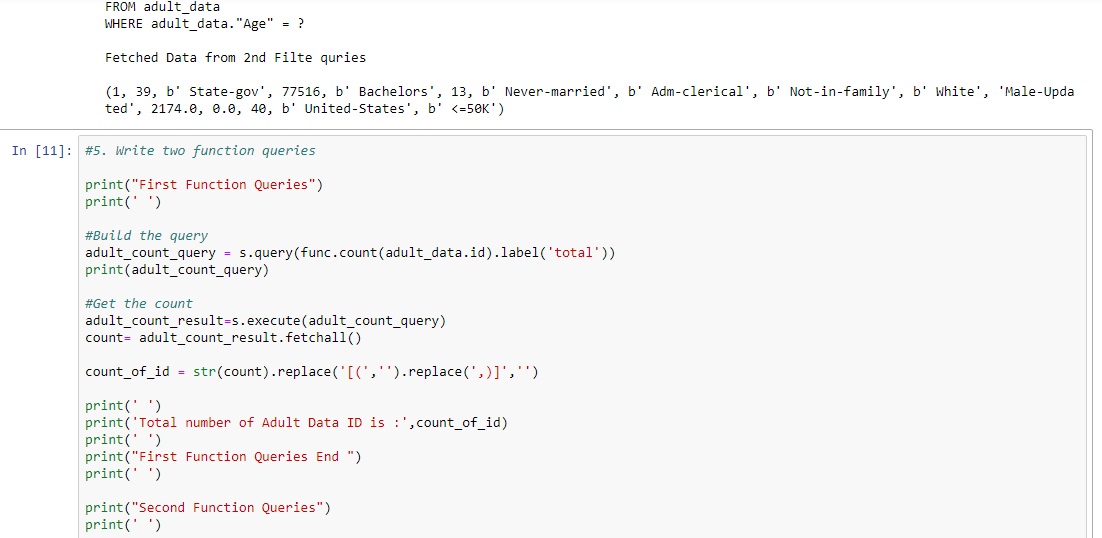 FROM adult_data
WHERE adult_data."Age" = ?
Fetched Data from 2nd Filte quries
(1, 39, b' State-gov', 77516, b' Bachelors', 13, b' Never-married', b' Adm-clerical', b' Not-in-family', b' White', 'Male-Upda
ted', 2174.0, 0.0, 40, b' United-States', b' <=50K')
In [11]: #5. Write two function queries
print("First Function Queries")
print(' ')
#Build the query
adult_count_query = s.query(func.count(adult_data.id).label('total'))
print(adult_count_query)
#Get the count
adult_count_result=s.execute(adult_count_query)
count= adult_count_result.fetchall()
count_of_id = str(count).replace('[(','').replace(',)]','')
print(' ')
print('Total number of Adult Data ID is :',count_of_id)
print(' ')
print("First Function Queries End ")
print(' ')
print("Second Function Queries")
print(' ')